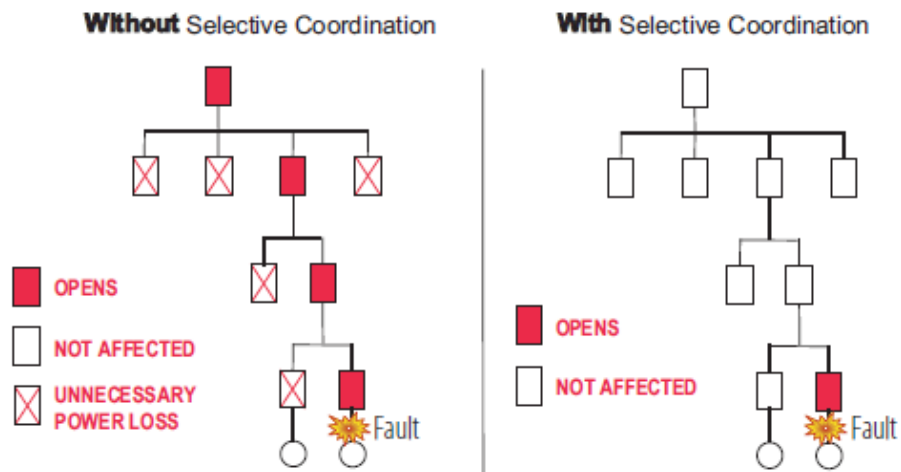 Without Selective Coordination
OPENS
NOT AFFECTED
UNNECESSARY
POWER LOSS
Fault
With Selective Coordination
OPENS
NOT AFFECTED
Fault